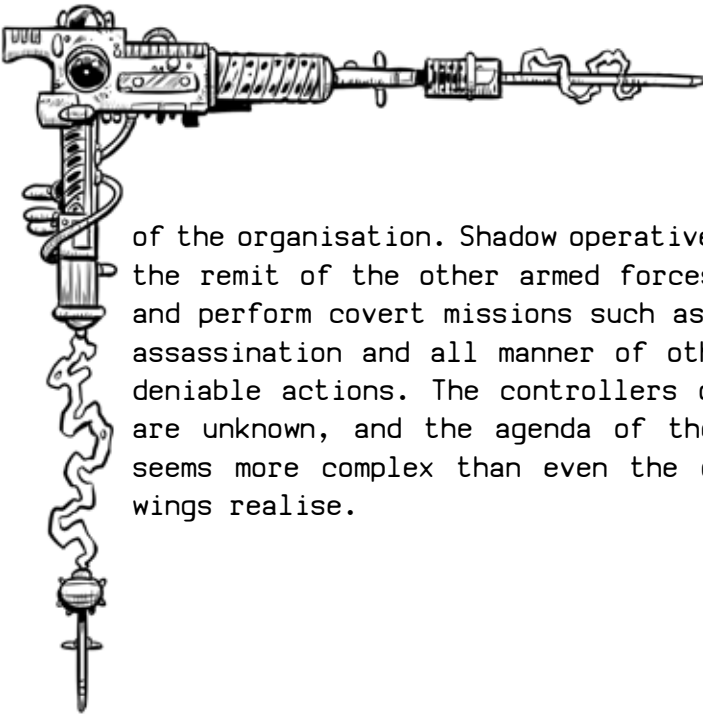 of the organisation. Shadow operative
the remit of the other armed forces
and perform covert missions such as
assassination and all manner of oth
deniable actions. The controllers
are unknown, and the agenda of the
seems more complex than even the
wings realise.